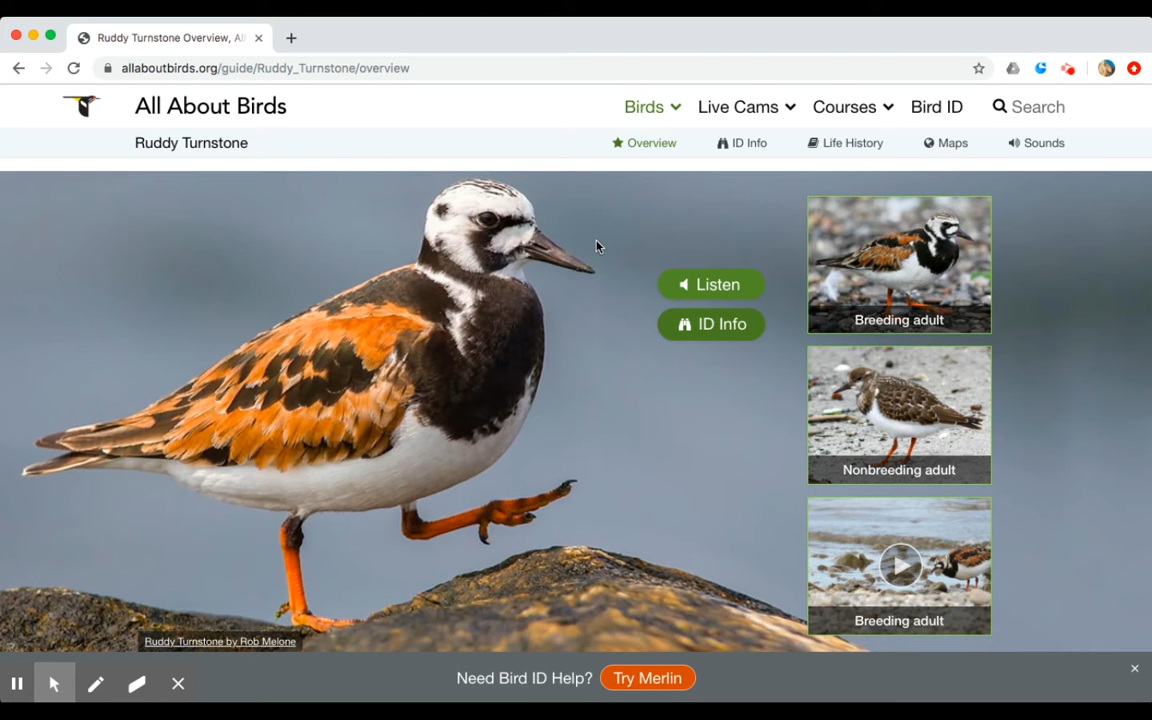 Ruddy Turnstone Overview, Al
allaboutbirds.org/guide/Ruddy_Turnstone/overview
All About Birds
Birds
Live Cams
Courses
Bird ID
Search
Ruddy Turnstone
Overview
ID Info
Life History
Maps
Sounds
Listen
ID Info
Breeding adult
Nonbreeding adult
Breeding adult
Ruddy Turnstone by Rob Melone
Need Bird ID Help?
Try Merlin